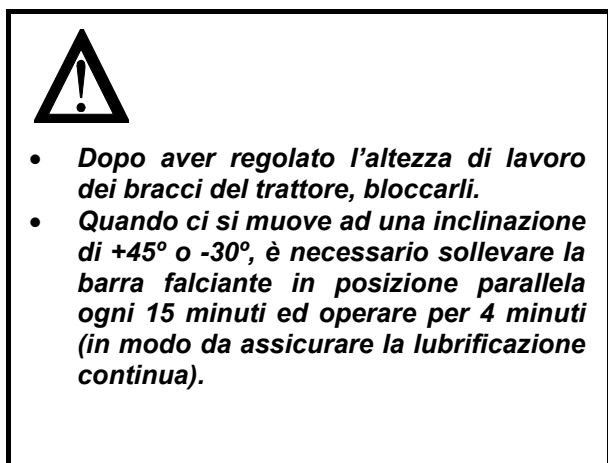 • Dopo aver regolato l’altezza di lavoro
dei bracci del trattore, bloccarli.
• Quando ci si muove ad una inclinazione
di +45º o -30º, è necessario sollevare la
barra falciante in posizione parallela
ogni 15 minuti ed operare per 4 minuti
(in modo da assicurare la lubrificazione
continua).